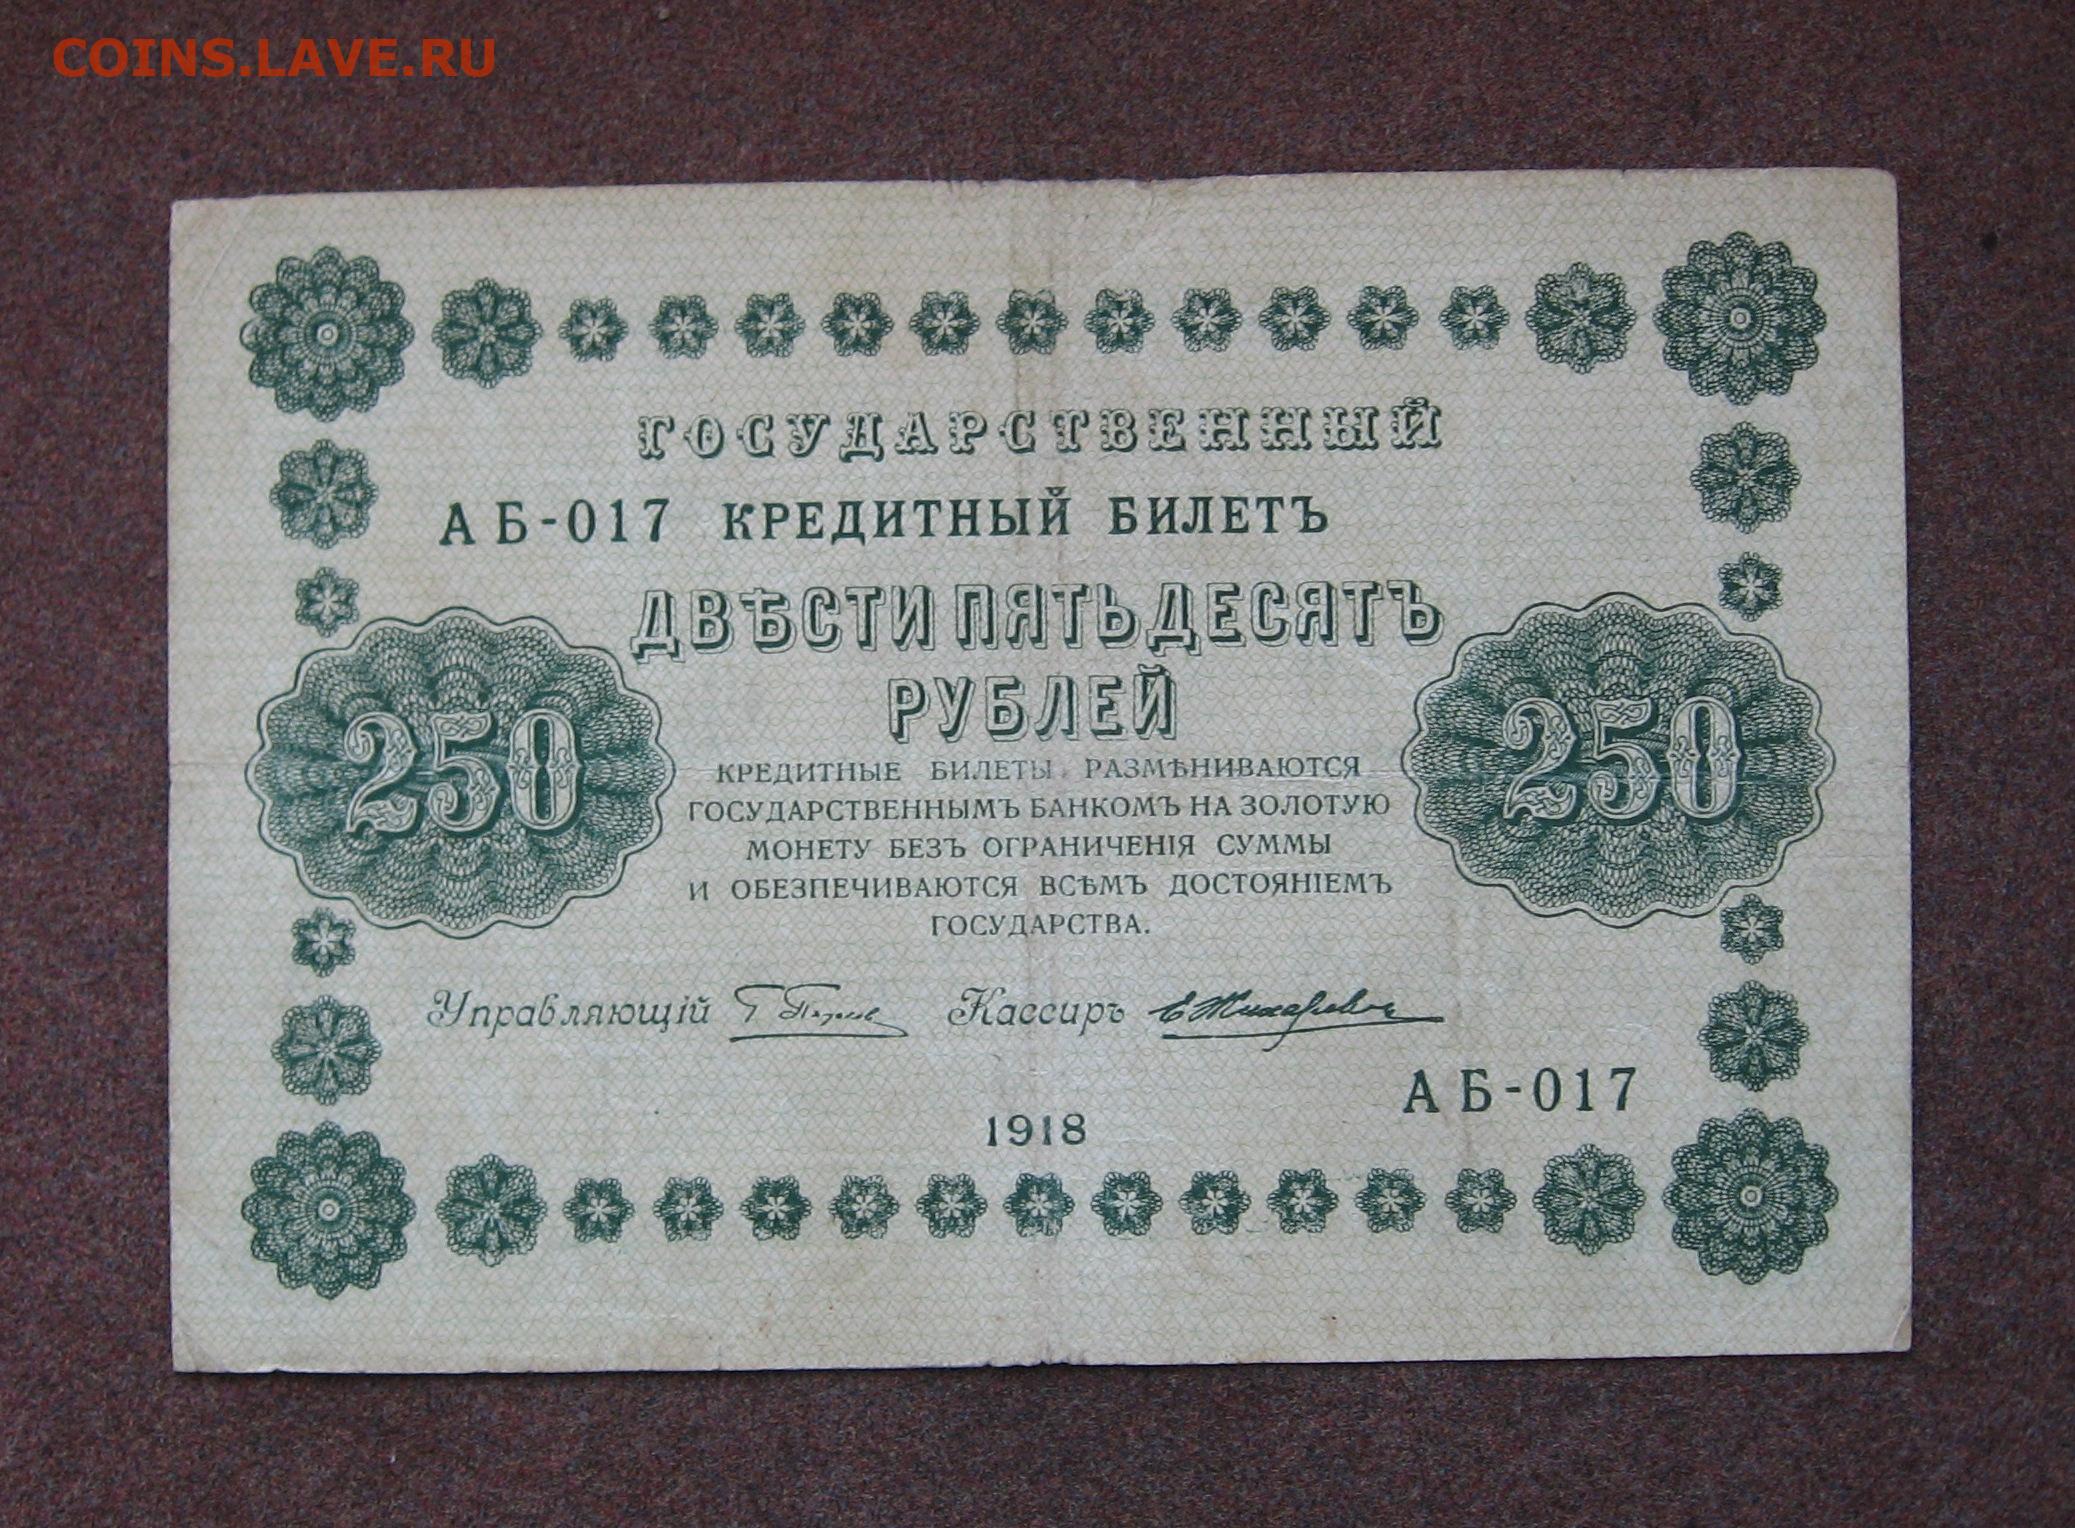 COINS.LAVE.RU
ГОСУДАРСТВЕННЫЙ
АБ-017 КРЕДИТНЫЙ БИЛЕТЪ
ДВѢСТИ ПЯТЬДЕСЯТЪ
РУБЛЕЙ
250
250
КРЕДИТНЫЕ БИЛЕТЫ РАЗМѢНИВАЮТСЯ
ГОСУДАРСТВЕННЫМЪ БАНКОМЪ НА ЗОЛОТУЮ
МОНЕТУ БЕЗЪ ОГРАНИЧЕНІЯ СУММЫ
И ОБЕЗПЕЧИВАЮТСЯ ВСѢМЪ ДОСТОЯНІЕМЪ
ГОСУДАРСТВА.
Управляющій Кассиръ
АБ-017
1918